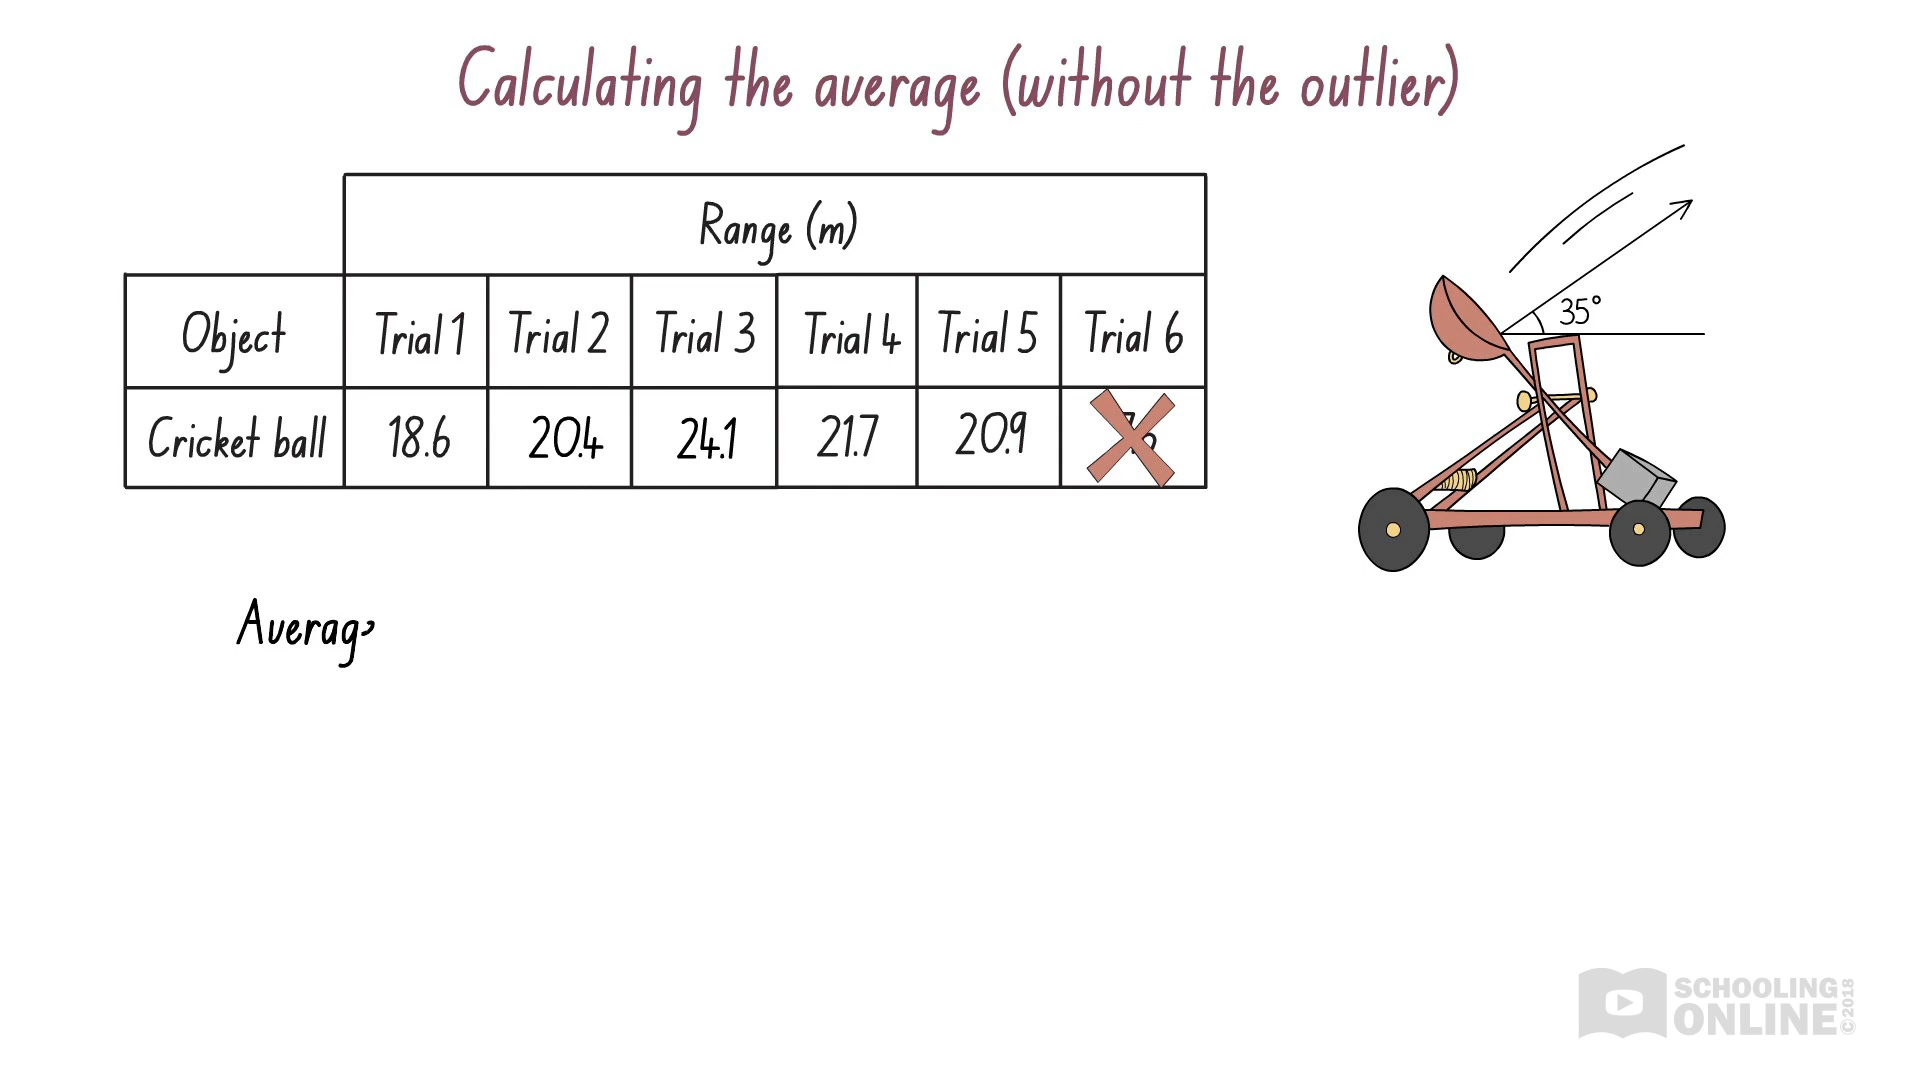 Calculating the average (without the outlier)
Range (m)
Object Trial 1 Trial 2 Trial 3 Trial 4 Trial 5 Trial 6
Cricket ball 18.6 20.4 24.1 21.7 20.9
35°
SCHOOLING
ONLINE
©2018